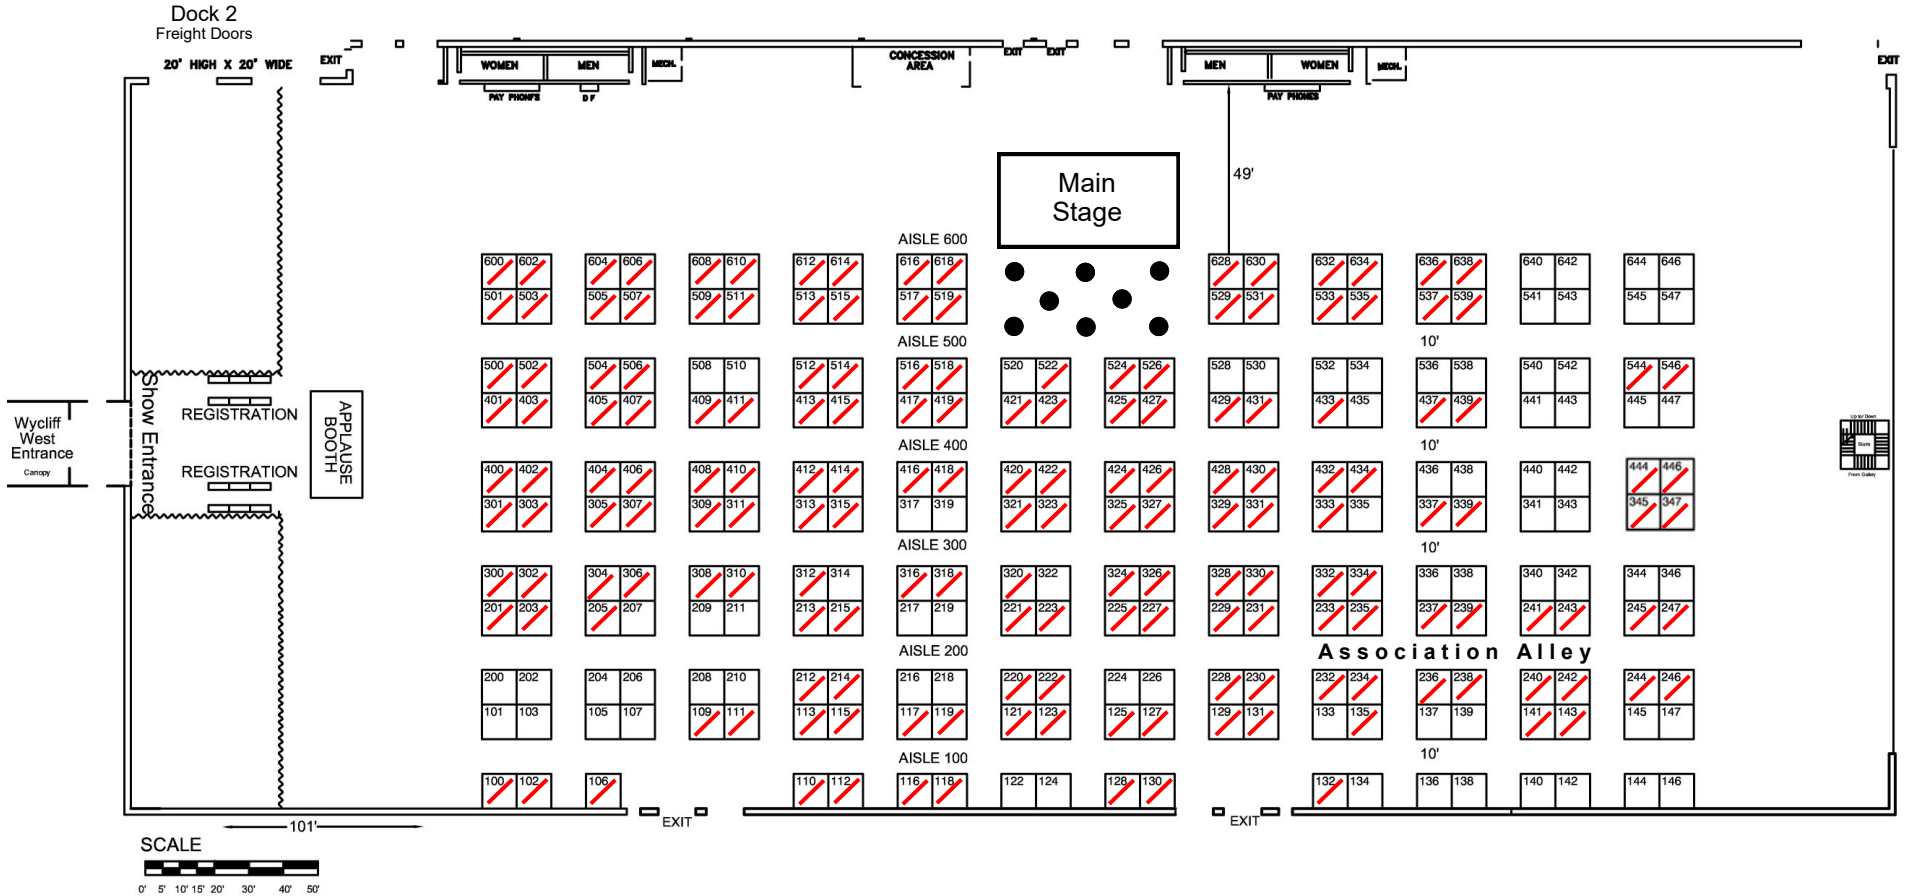 Dock 2
Freight Doors
20" HIGH X 20" WIDE
EXIT
WOMEN MEN MECH.
PAY PHONES D F
CONCESSION
AREA
EXIT EXIT
MEN WOMEN MECH.
PAY PHONES
EXIT
49'
Main
Stage
AISLE 600
600 602 604 606 608 610 612 614 616 618 628 630 632 634 636 638 640 642 644 646
501 503 505 507 509 511 513 515 517 519 529 531 533 535 537 539 541 543 545 547
AISLE 500 10'
500 502 504 506 508 510 512 514 516 518 520 522 524 526 528 530 532 534 536 538 540 542 544 546
401 403 405 407 409 411 413 415 417 419 421 423 425 427 429 431 433 435 437 439 441 443 445 447
Show Entrance
REGISTRATION
REGISTRATION
APPLAUSE
BOOTH
Wycliff
West
Entrance
Canopy
Up to/ Down
Stairs
From Gallery
AISLE 400 10'
400 402 404 406 408 410 412 414 416 418 420 422 424 426 428 430 432 434 436 438 440 442 444 446
301 303 305 307 309 311 313 315 317 319 321 323 325 327 329 331 333 335 337 339 341 343 345 347
AISLE 300 10'
300 302 304 306 308 310 312 314 316 318 320 322 324 326 328 330 332 334 336 338 340 342 344 346
201 203 205 207 209 211 213 215 217 219 221 223 225 227 229 231 233 235 237 239 241 243 245 247
AISLE 200 Association Alley
200 202 204 206 208 210 212 214 216 218 220 222 224 226 228 230 232 234 236 238 240 242 244 246
101 103 105 107 109 111 113 115 117 119 121 123 125 127 129 131 133 135 137 139 141 143 145 147
AISLE 100 10'
100 102 106 110 112 116 118 122 124 128 130 132 134 136 138 140 142 144 146
EXIT EXIT
101'
SCALE
0' 5' 10' 15' 20' 30' 40' 50'